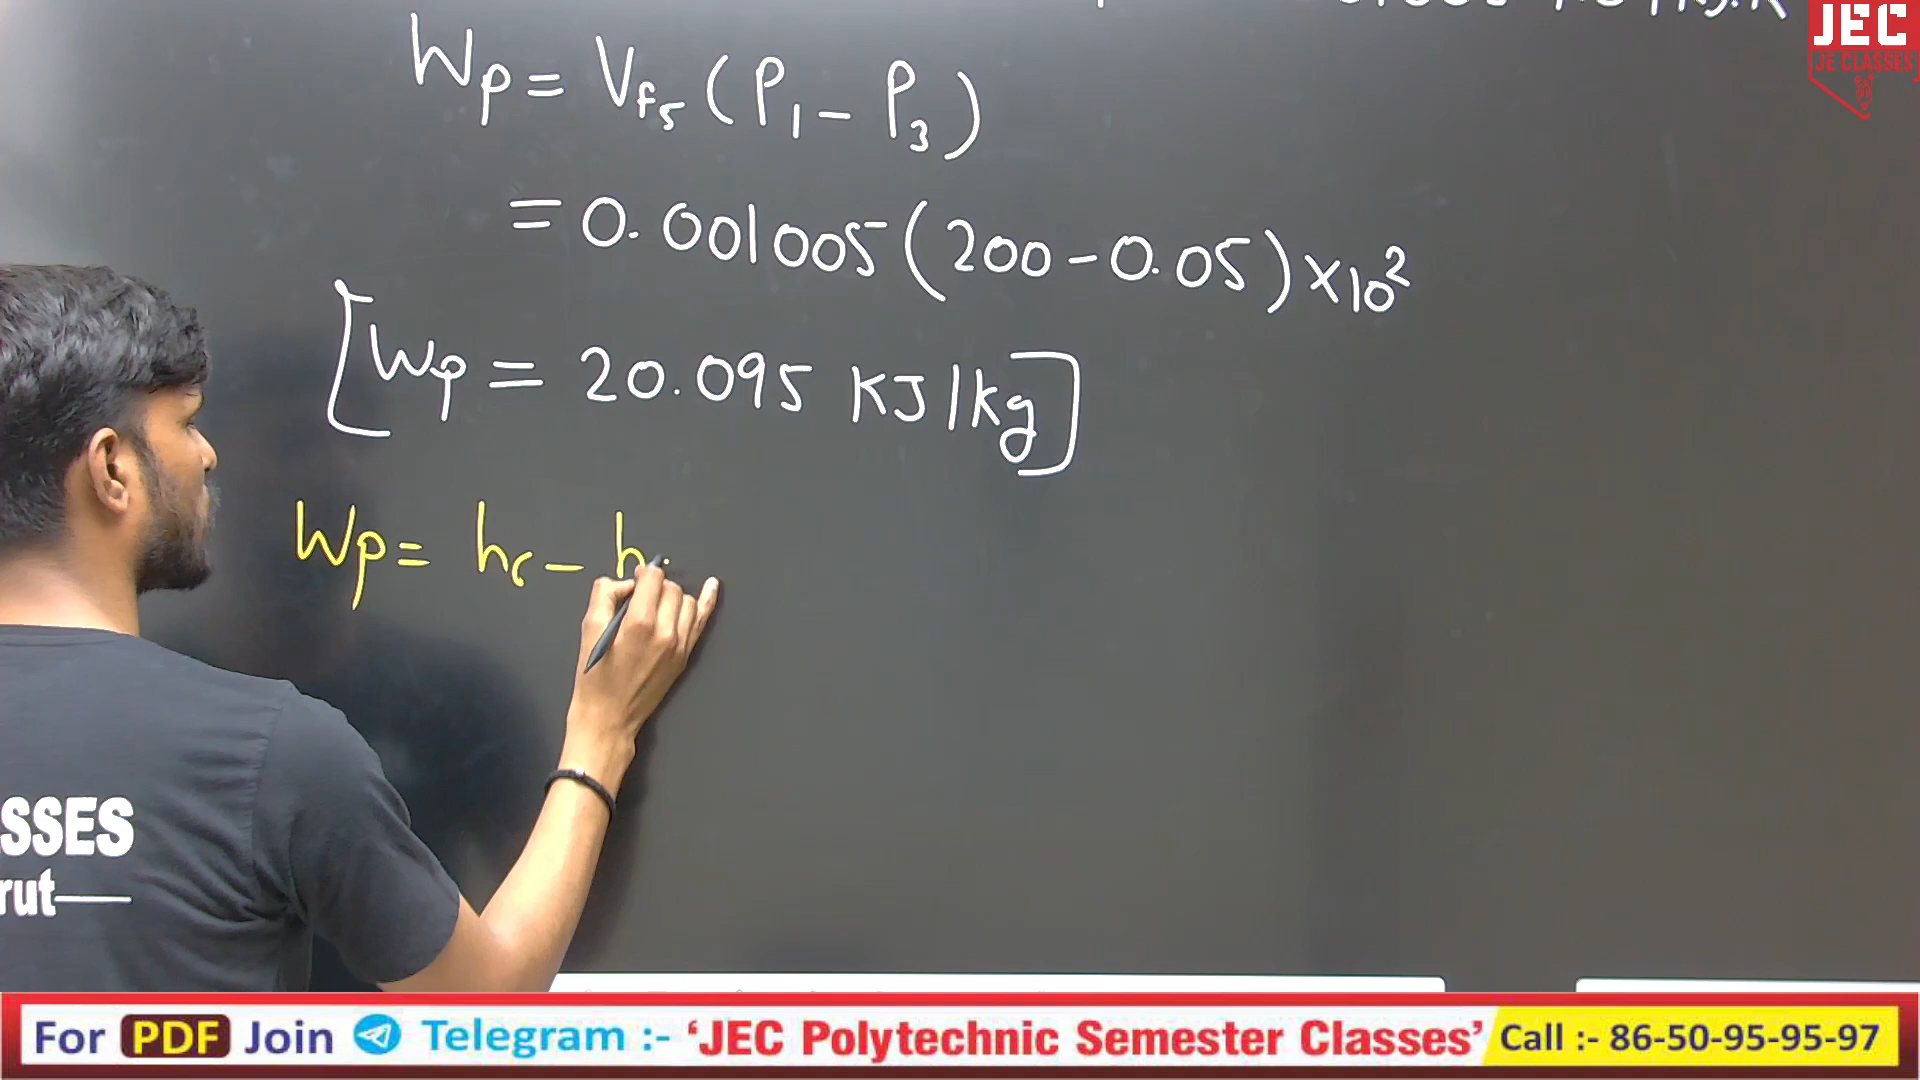 JEC
JE CLASSES
Wp = Vf5 (P1 - P3)
= 0.001005 (200 - 0.05) × 10²
[Wp = 20.095 KJ/kg]
Wp = h6 - h
SSES
rut
For PDF Join Telegram :- 'JEC Polytechnic Semester Classes' Call :- 86-50-95-95-97